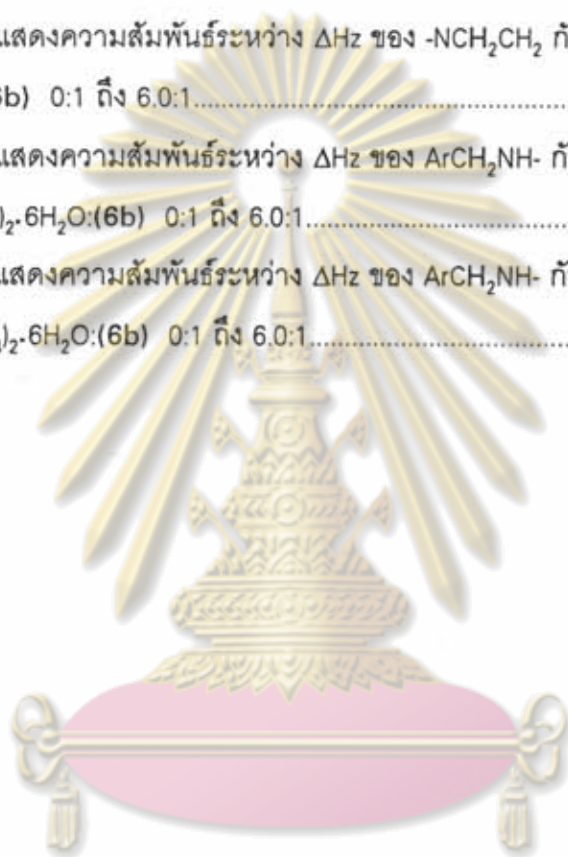 แสดงความสัมพันธ์ระหว่าง ΔHz ของ -NCH₂CH₂ กั
6b) 0:1 ถึง 6.0:1........................................................
แสดงความสัมพันธ์ระหว่าง ΔHz ของ ArCH₂NH- กั
)₂·6H₂O:(6b) 0:1 ถึง 6.0:1........................................
แสดงความสัมพันธ์ระหว่าง ΔHz ของ ArCH₂NH- กั
)₂·6H₂O:(6b) 0:1 ถึง 6.0:1........................................